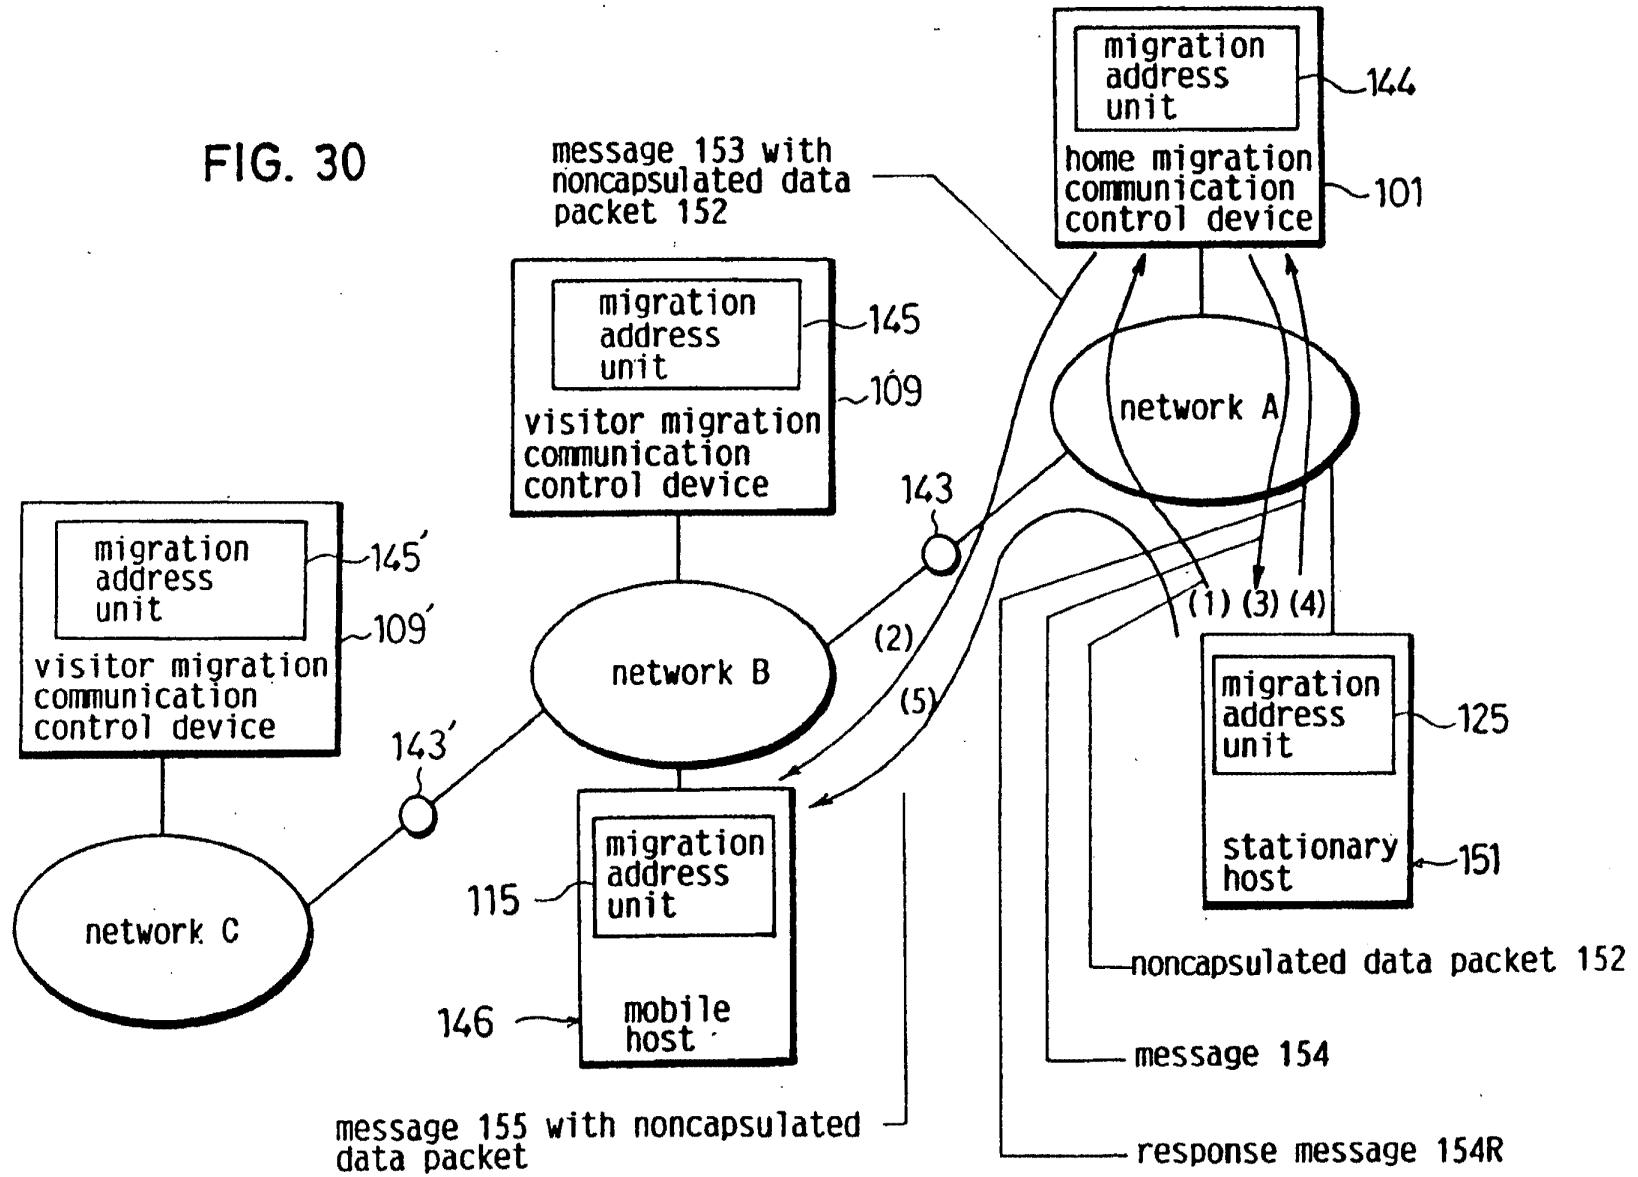 FIG. 30
message 153 with
noncapsulated data
packet 152
migration
address
unit
144
home migration
communication
control device
101
migration
address
unit
145
visitor migration
communication
control device
109
network A
143
migration
address
unit
145′
visitor migration
communication
control device
109′
143′
network B
network C
(1) (3) (4)
(2)
(5)
migration
address
unit
125
stationary
host
151
migration
address
unit
115
mobile
host
146
noncapsulated data packet 152
message 154
response message 154R
message 155 with noncapsulated
data packet